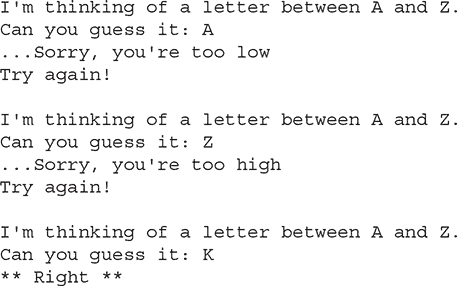 I'm thinking of a letter between A and Z.
Can you guess it: A
...Sorry, you're too low
Try again!

I'm thinking of a letter between A and Z.
Can you guess it: Z
...Sorry, you're too high
Try again!

I'm thinking of a letter between A and Z.
Can you guess it: K
** Right **